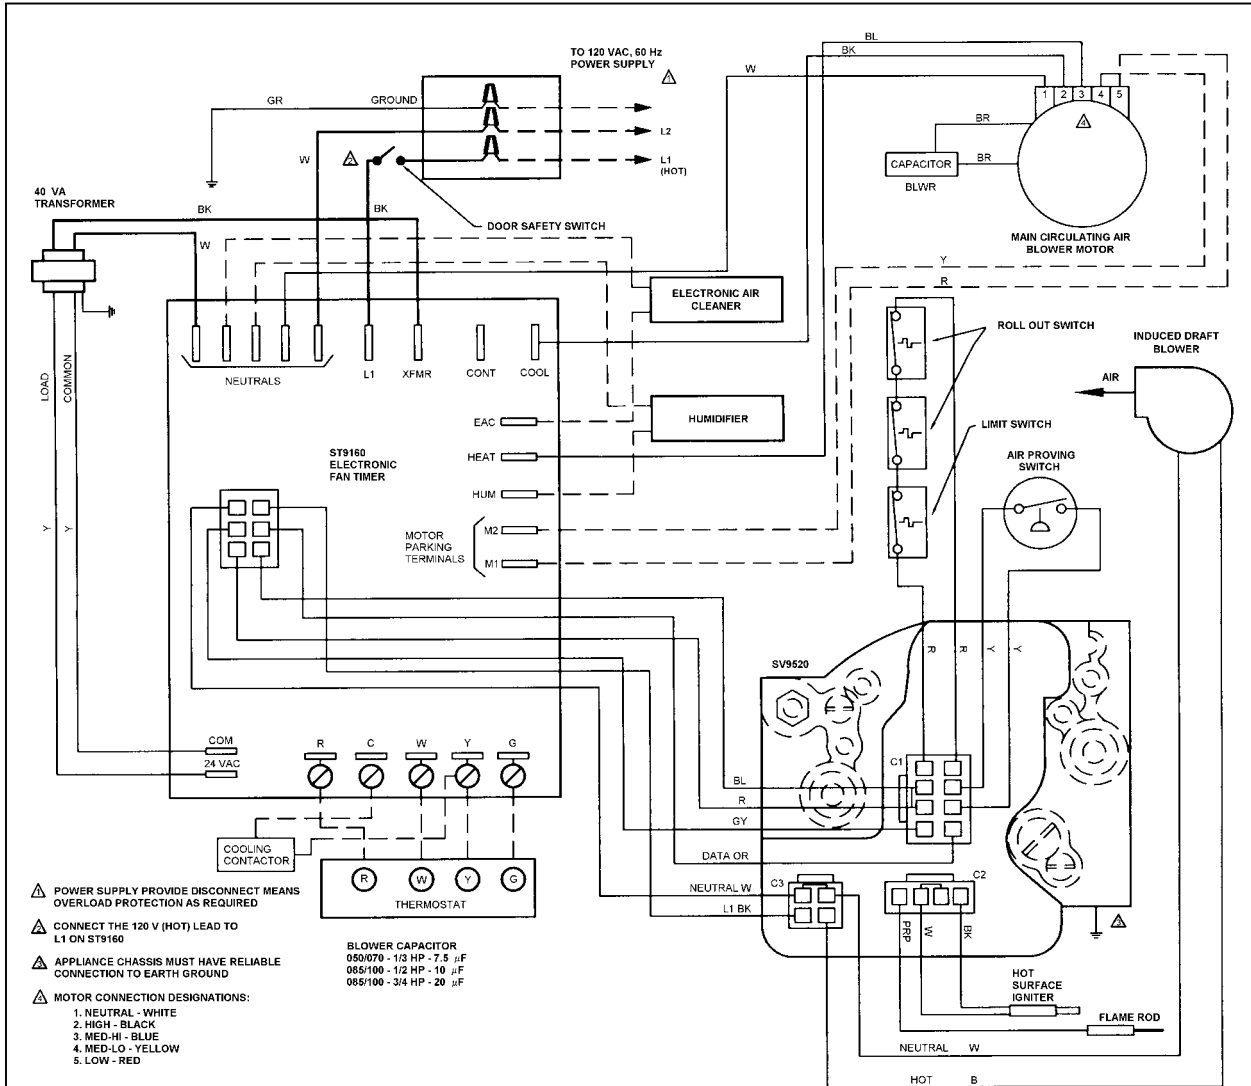 TO 120 VAC, 60 Hz
POWER SUPPLY
1
BL
BK
W
1 2 3 4 5
4
GR
GROUND
L2
L1
(HOT)
W
2
BR
BR
CAPACITOR
BLWR
40 VA
TRANSFORMER
BK
BK
W
DOOR SAFETY SWITCH
MAIN CIRCULATING AIR
BLOWER MOTOR
Y
R
ELECTRONIC AIR
CLEANER
ROLL OUT SWITCH
INDUCED DRAFT
BLOWER
AIR
NEUTRALS
L1
XFMR
CONT
COOL
LOAD
COMMON
EAC
HUMIDIFIER
LIMIT SWITCH
ST9160
ELECTRONIC
FAN TIMER
HEAT
AIR PROVING
SWITCH
HUM
Y
Y
MOTOR
PARKING
TERMINALS
M2
M1
SV9520
R
R
Y
Y
COM
24 VAC
R
C
W
Y
G
C1
BL
R
GY
DATA OR
COOLING
CONTACTOR
R
W
Y
G
THERMOSTAT
NEUTRAL W
L1 BK
C3
C2
PRP
W
BK
3
1 POWER SUPPLY PROVIDE DISCONNECT MEANS
OVERLOAD PROTECTION AS REQUIRED
2 CONNECT THE 120 V (HOT) LEAD TO
L1 ON ST9160
3 APPLIANCE CHASSIS MUST HAVE RELIABLE
CONNECTION TO EARTH GROUND
4 MOTOR CONNECTION DESIGNATIONS:
1. NEUTRAL - WHITE
2. HIGH - BLACK
3. MED-HI - BLUE
4. MED-LO - YELLOW
5. LOW - RED
BLOWER CAPACITOR
050/070 - 1/3 HP - 7.5 µF
085/100 - 1/2 HP - 10 µF
085/100 - 3/4 HP - 20 µF
HOT
SURFACE
IGNITER
FLAME ROD
NEUTRAL W
HOT B